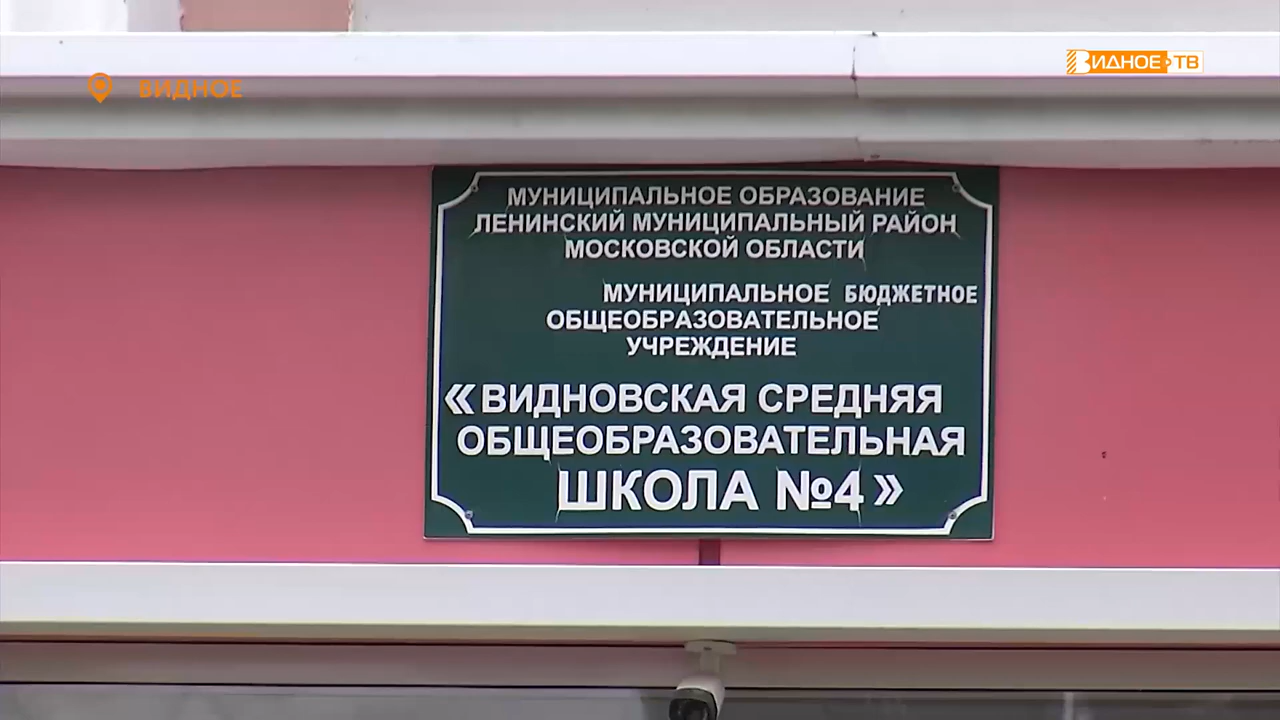 ВИДНОЕ
ВИДНОЕ ТВ
МУНИЦИПАЛЬНОЕ ОБРАЗОВАНИЕ
ЛЕНИНСКИЙ МУНИЦИПАЛЬНЫЙ РАЙОН
МОСКОВСКОЙ ОБЛАСТИ
МУНИЦИПАЛЬНОЕ БЮДЖЕТНОЕ
ОБЩЕОБРАЗОВАТЕЛЬНОЕ
УЧРЕЖДЕНИЕ
«ВИДНОВСКАЯ СРЕДНЯЯ
ОБЩЕОБРАЗОВАТЕЛЬНАЯ
ШКОЛА №4»